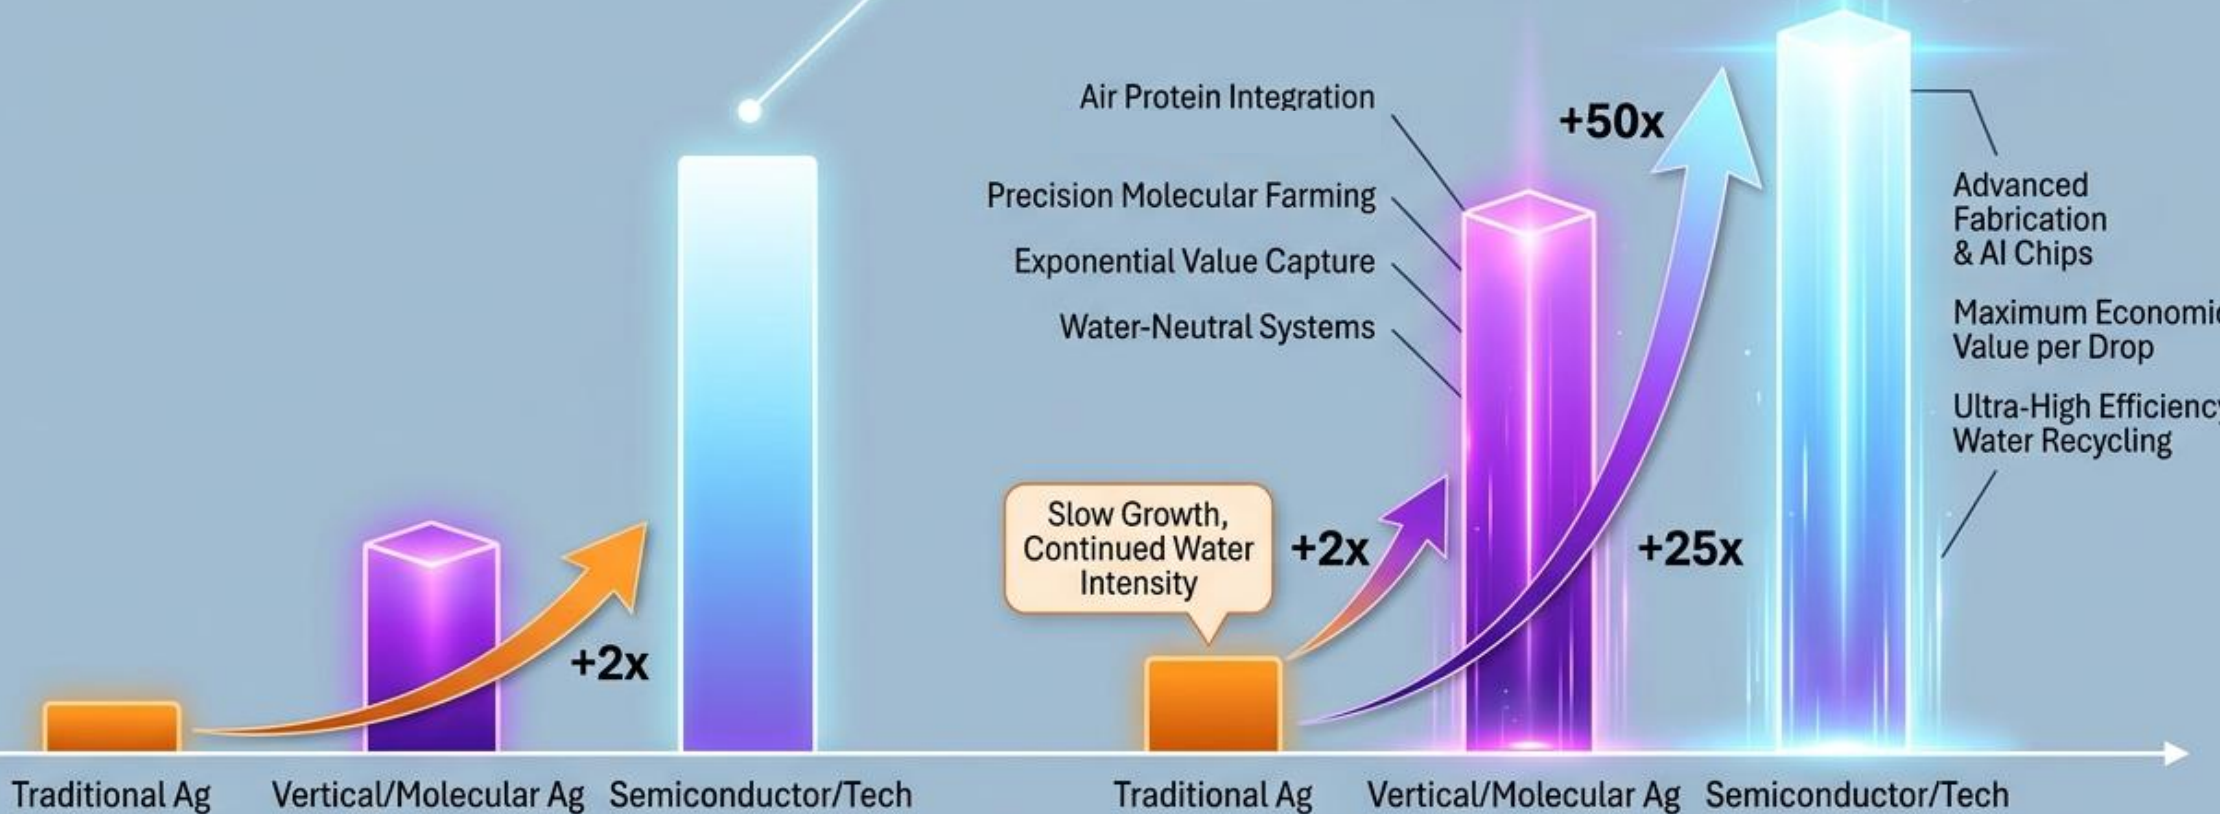 Air Protein Integration
+50x
Precision Molecular Farming
Exponential Value Capture
Water-Neutral Systems
Advanced
Fabrication
& AI Chips
Maximum Economic
Value per Drop
Ultra-High Efficiency
Water Recycling
Slow Growth,
Continued Water
Intensity
+2x
+25x
+2x
Traditional Ag
Vertical/Molecular Ag
Semiconductor/Tech
Traditional Ag
Vertical/Molecular Ag
Semiconductor/Tech